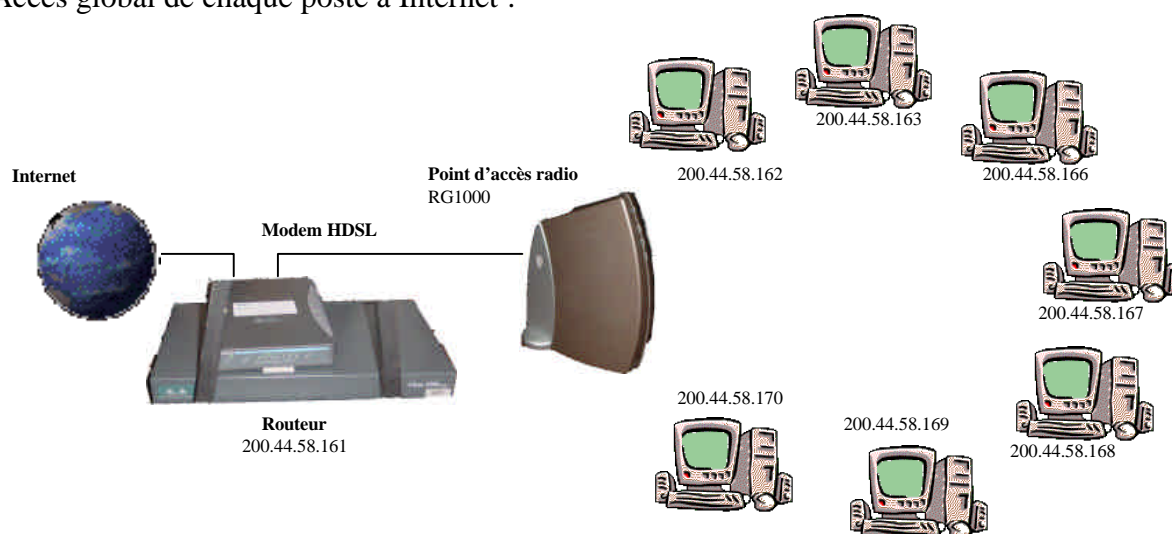 Accès global de chaque poste à Internet :
200.44.58.163
200.44.58.162
200.44.58.166
Internet
Point d'accès radio
RG1000
Modem HDSL
200.44.58.167
Routeur
200.44.58.161
200.44.58.170
200.44.58.169
200.44.58.168